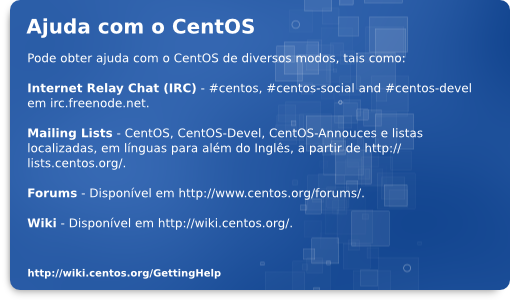 Ajuda com o CentOS
Pode obter ajuda com o CentOS de diversos modos, tais como:
Internet Relay Chat (IRC) - #centos, #centos-social and #centos-devel
em irc.freenode.net.
Mailing Lists - CentOS, CentOS-Devel, CentOS-Annouces e listas
localizadas, em línguas para além do Inglês, a partir de http://
lists.centos.org/.
Forums - Disponível em http://www.centos.org/forums/.
Wiki - Disponível em http://wiki.centos.org/.
http://wiki.centos.org/GettingHelp